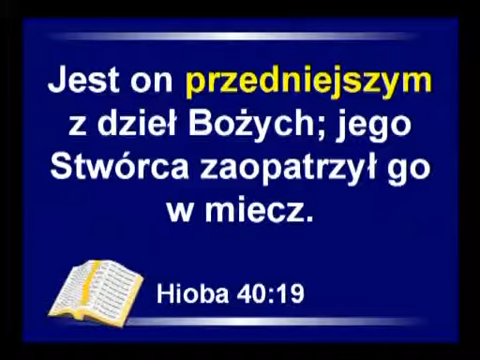 Jest on przedniejszym
z dzieł Bożych; jego
Stwórca zaopatrzył go
w miecz.
Hioba 40:19